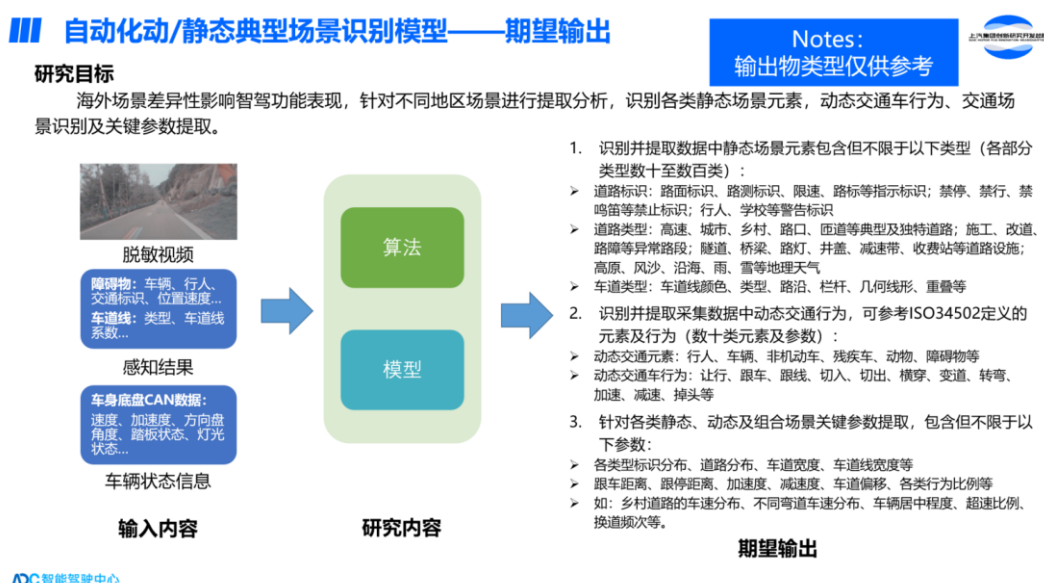 自动化动/静态典型场景识别模型——期望输出
Notes：
输出物类型仅供参考
研究目标
海外场景差异性影响智驾功能表现，针对不同地区场景进行提取分析，识别各类静态场景元素，动态交通车行为、交通场
景识别及关键参数提取。
脱敏视频
障碍物：车辆、行人、
交通标识、位置速度...
车道线：类型、车道线
系数...
感知结果
车身底盘CAN数据：
速度、加速度、方向盘
角度、踏板状态、灯光
状态...
车辆状态信息
输入内容
算法
模型
研究内容
1. 识别并提取数据中静态场景元素包含但不限于以下类型（各部分
类型数十至数百类）：
➢ 道路标识：路面标识、路测标识、限速、路标等指示标识；禁停、禁行、禁
鸣笛等禁止标识；行人、学校等警告标识
➢ 道路类型：高速、城市、乡村、路口、匝道等典型及独特道路；施工、改道、
路障等异常路段；隧道、桥梁、路灯、井盖、减速带、收费站等道路设施；
高原、风沙、沿海、雨、雪等地理天气
➢ 车道类型：车道线颜色、类型、路沿、栏杆、几何线形、重叠等
2. 识别并提取采集数据中动态交通行为，可参考ISO34502定义的
元素及行为（数十类元素及参数）：
➢ 动态交通元素：行人、车辆、非机动车、残疾车、动物、障碍物等
➢ 动态交通车行为：让行、跟车、跟线、切入、切出、横穿、变道、转弯、
加速、减速、掉头等
3. 针对各类静态、动态及组合场景关键参数提取，包含但不限于以
下参数：
➢ 各类型标识分布、道路分布、车道宽度、车道线宽度等
➢ 跟车距离、跟停距离、加速度、减速度、车道偏移、各类行为比例等
➢ 如：乡村道路的车速分布、不同弯道车速分布、车辆居中程度、超速比例、
换道频次等。
期望输出
ADC智能驾驶中心